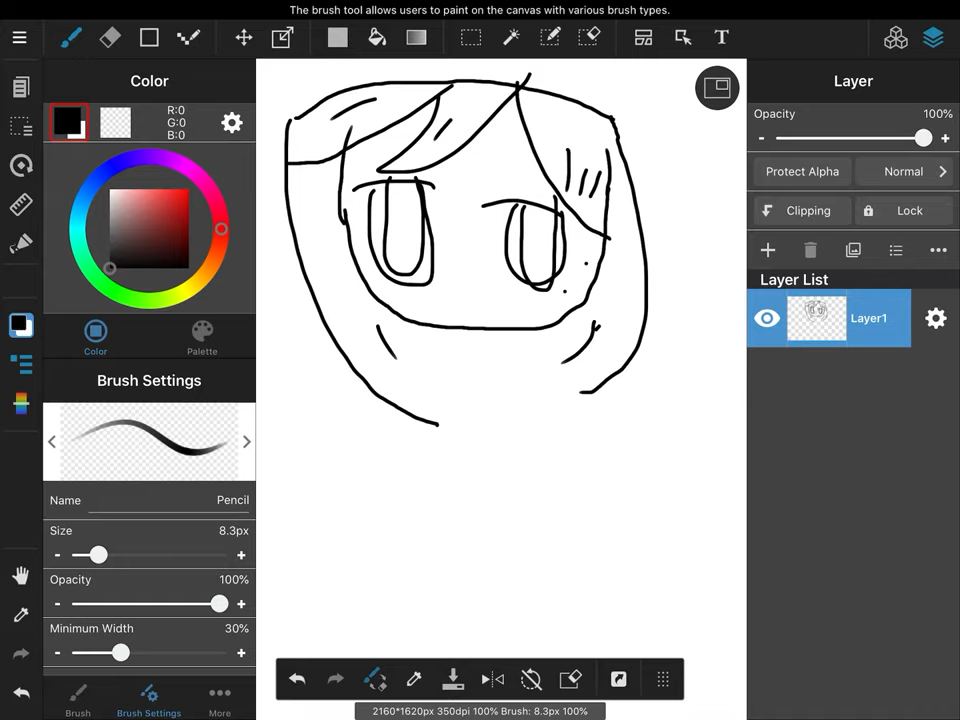 The brush tool allows users to paint on the canvas with various brush types.
T
Color
R:0
G:0
B:0
Color
Palette
Brush Settings
Name
Pencil
Size
8.3px
-
+
Opacity
100%
-
+
Minimum Width
30%
-
+
Brush
Brush Settings
More
2160*1620px 350dpi 100% Brush: 8.3px 100%
Layer
Opacity
100%
-
+
Protect Alpha
Normal
Clipping
Lock
Layer List
Layer1